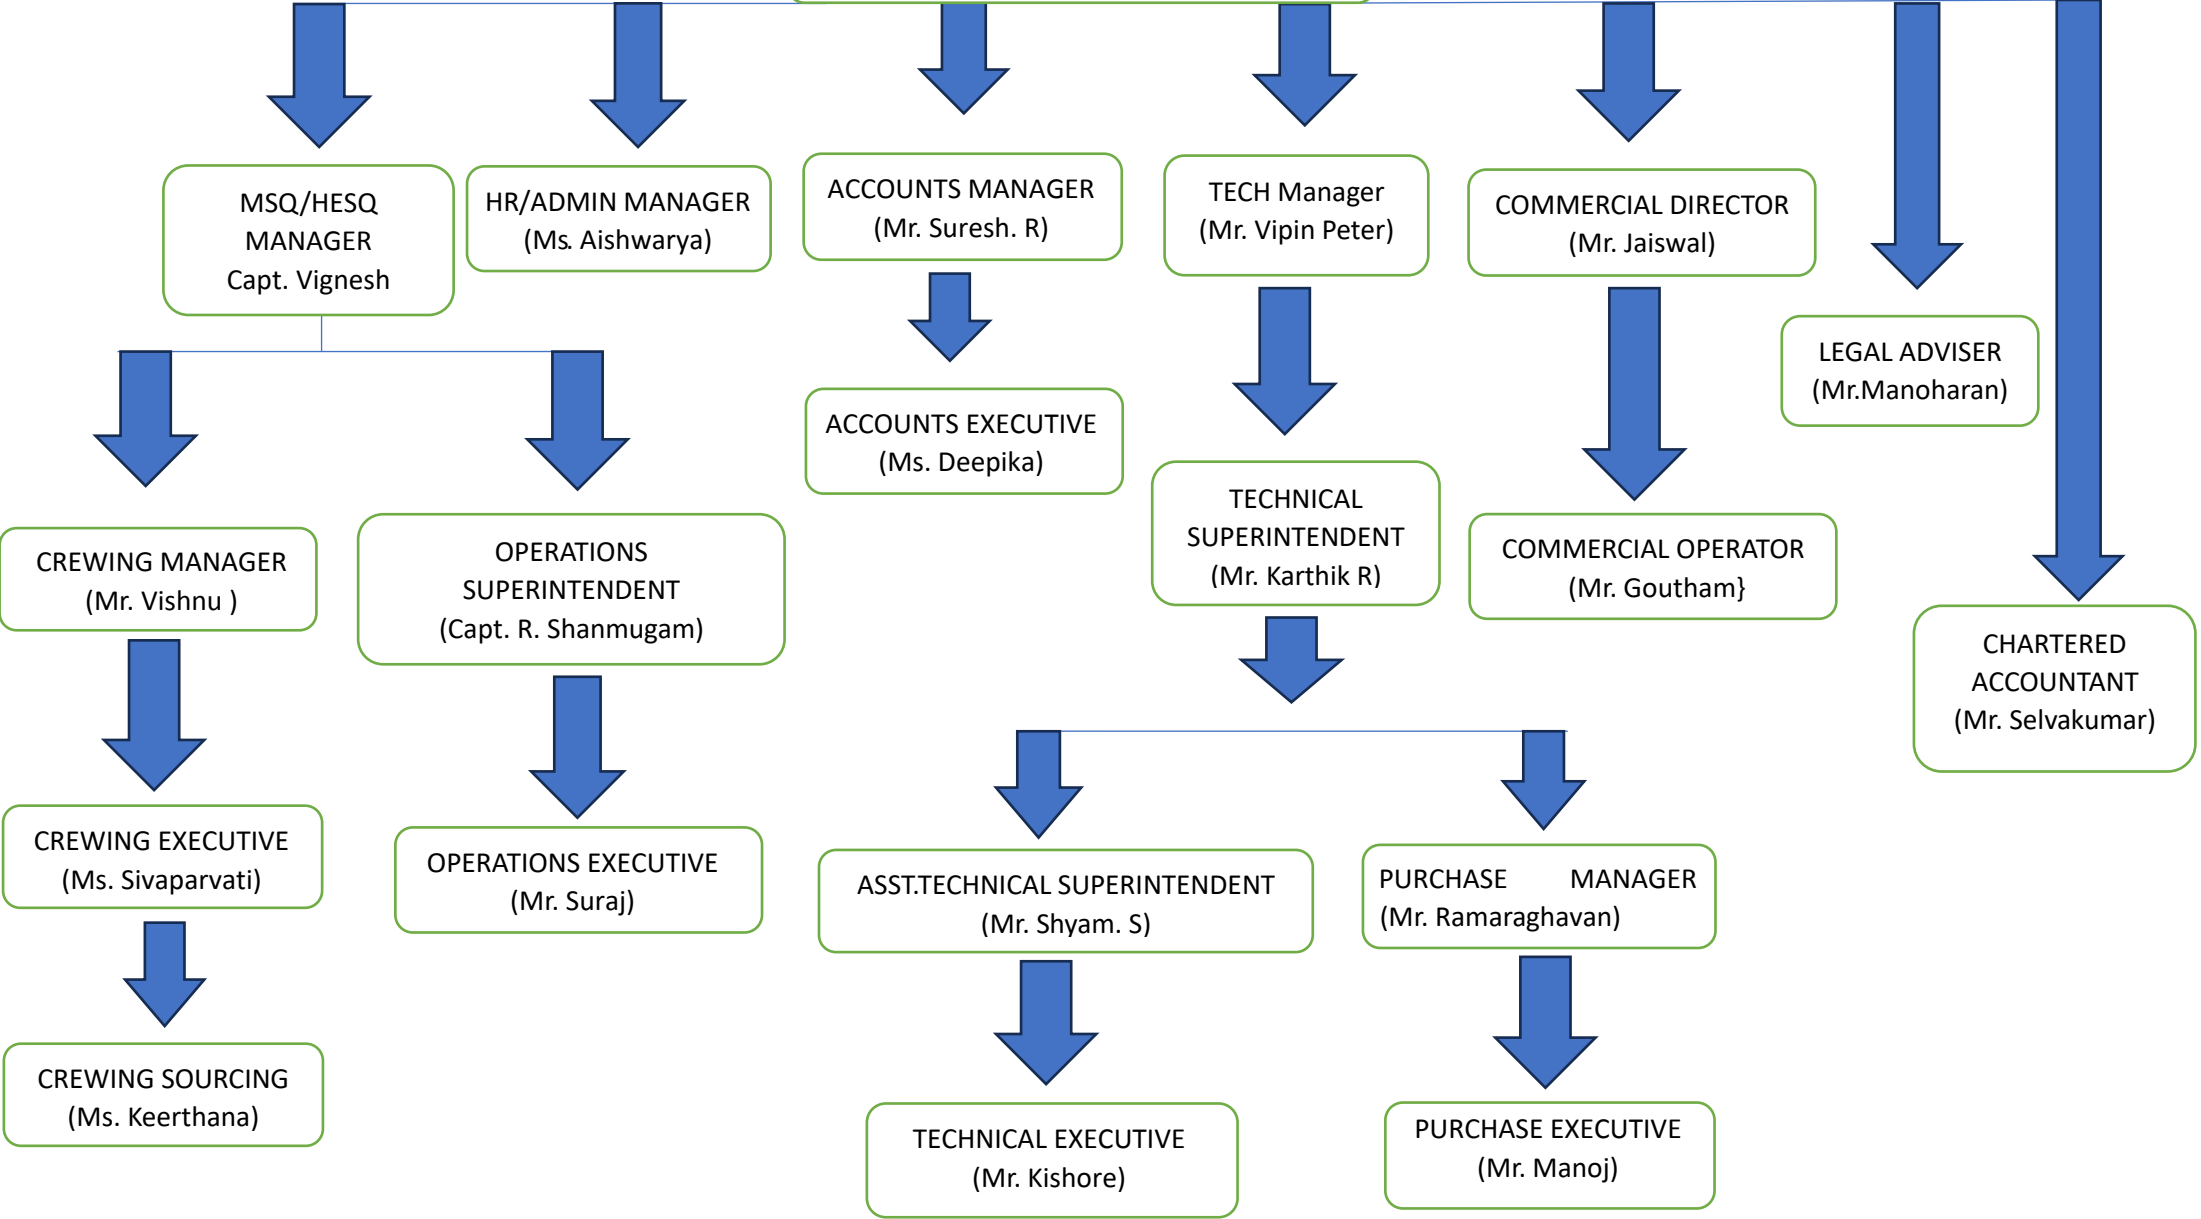 MSQ/HESQ
MANAGER
Capt. Vignesh
HR/ADMIN MANAGER
(Ms. Aishwarya)
ACCOUNTS MANAGER
(Mr. Suresh. R)
TECH Manager
(Mr. Vipin Peter)
COMMERCIAL DIRECTOR
(Mr. Jaiswal)
LEGAL ADVISER
(Mr.Manoharan)
ACCOUNTS EXECUTIVE
(Ms. Deepika)
TECHNICAL
SUPERINTENDENT
(Mr. Karthik R)
CREWING MANAGER
(Mr. Vishnu )
OPERATIONS
SUPERINTENDENT
(Capt. R. Shanmugam)
COMMERCIAL OPERATOR
(Mr. Goutham}
CHARTERED
ACCOUNTANT
(Mr. Selvakumar)
CREWING EXECUTIVE
(Ms. Sivaparvati)
OPERATIONS EXECUTIVE
(Mr. Suraj)
ASST.TECHNICAL SUPERINTENDENT
(Mr. Shyam. S)
PURCHASE MANAGER
(Mr. Ramaraghavan)
CREWING SOURCING
(Ms. Keerthana)
TECHNICAL EXECUTIVE
(Mr. Kishore)
PURCHASE EXECUTIVE
(Mr. Manoj)